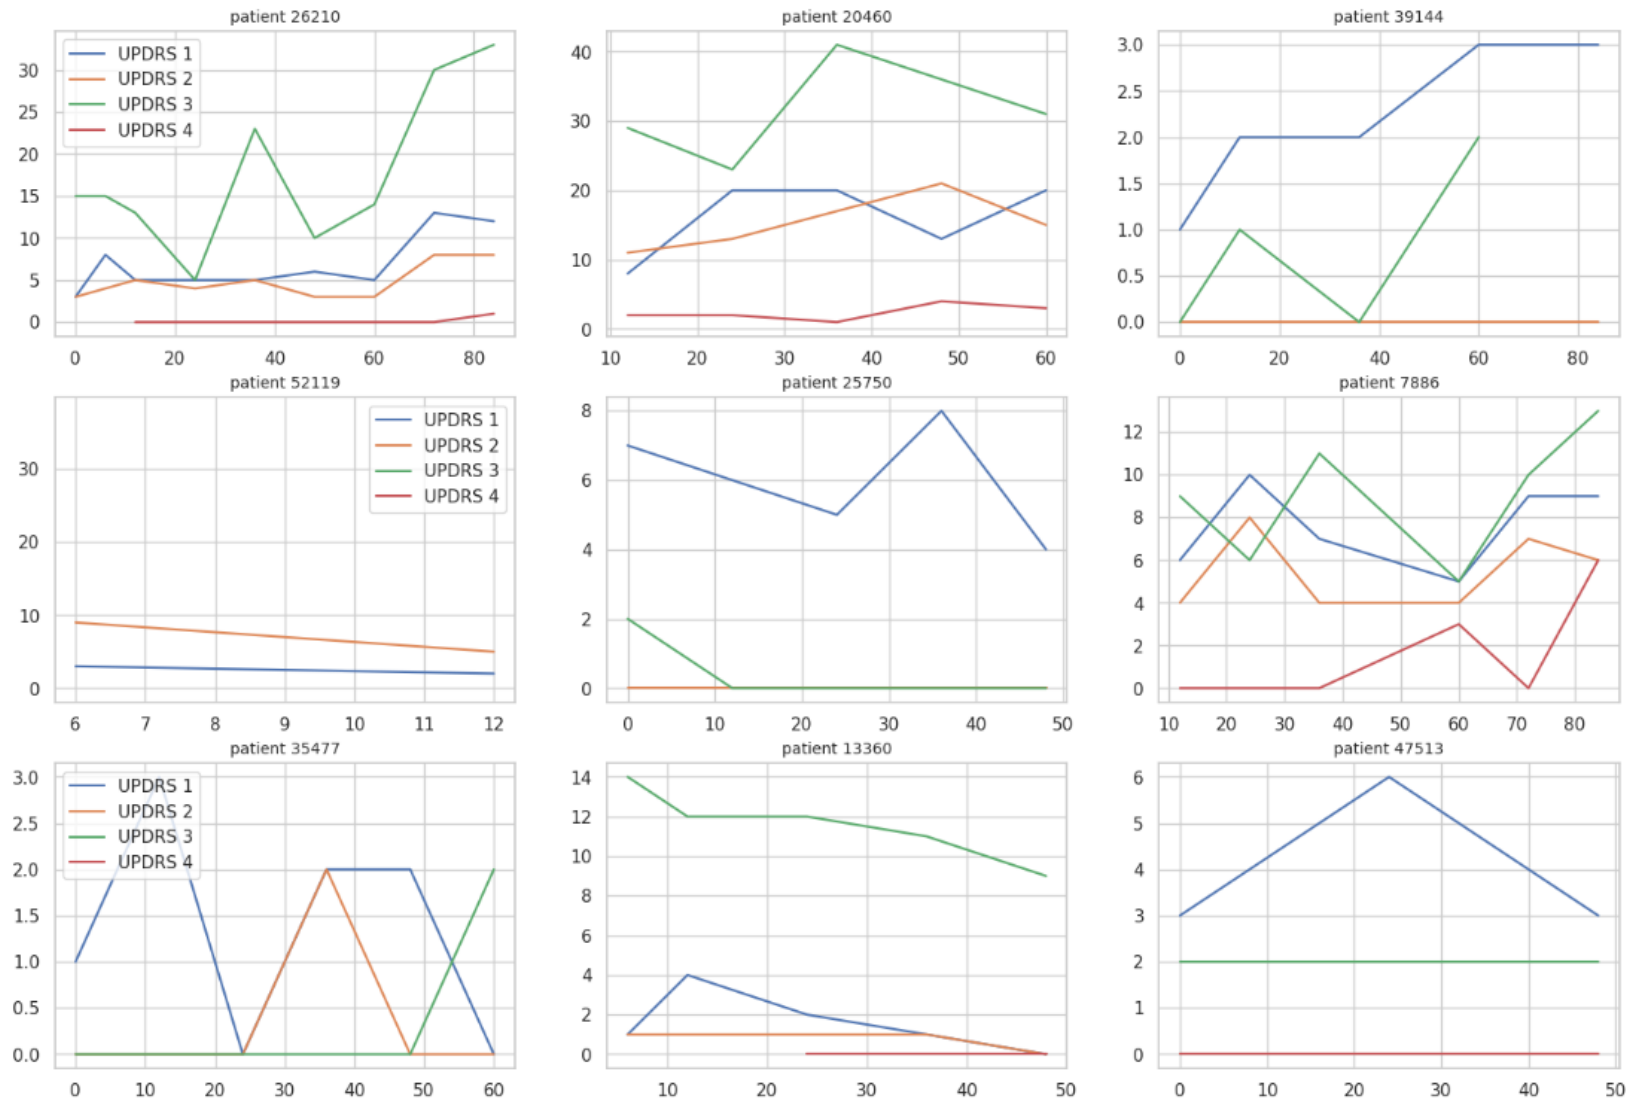 patient 26210
UPDRS 1
UPDRS 2
UPDRS 3
UPDRS 4
30
25
20
15
10
5
0
0 20 40 60 80
patient 20460
40
30
20
10
0
10 20 30 40 50 60
patient 39144
3.0
2.5
2.0
1.5
1.0
0.5
0.0
0 20 40 60 80
patient 52119
UPDRS 1
UPDRS 2
UPDRS 3
UPDRS 4
30
20
10
0
6 7 8 9 10 11 12
patient 25750
8
6
4
2
0
0 10 20 30 40 50
patient 7886
12
10
8
6
4
2
0
10 20 30 40 50 60 70 80
patient 35477
UPDRS 1
UPDRS 2
UPDRS 3
UPDRS 4
3.0
2.5
2.0
1.5
1.0
0.5
0.0
0 10 20 30 40 50 60
patient 13360
14
12
10
8
6
4
2
0
10 20 30 40 50
patient 47513
6
5
4
3
2
1
0
0 10 20 30 40 50